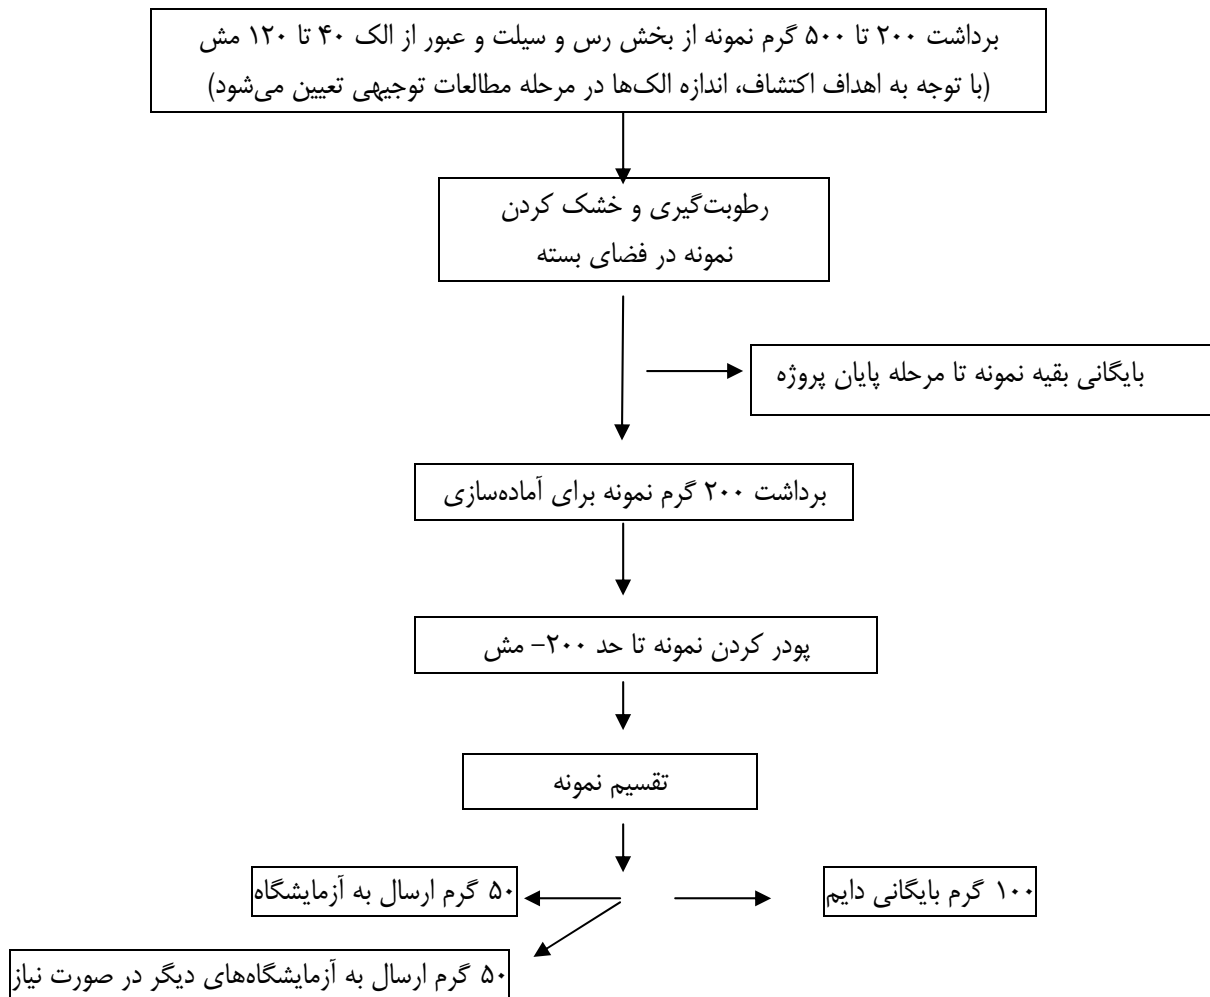 برداشت ۲۰۰ تا ۵۰۰ گرم نمونه از بخش رس و سیلت و عبور از الک ۴۰ تا ۱۲۰ مش
(با توجه به اهداف اکتشاف، اندازه الک‌ها در مرحله مطالعات توجیهی تعیین می‌شود)
رطوبت‌گیری و خشک کردن
نمونه در فضای بسته
بایگانی بقیه نمونه تا مرحله پایان پروژه
برداشت ۲۰۰ گرم نمونه برای آماده‌سازی
پودر کردن نمونه تا حد ۲۰۰- مش
تقسیم نمونه
۱۰۰ گرم بایگانی دایم
۵۰ گرم ارسال به آزمایشگاه
۵۰ گرم ارسال به آزمایشگاه‌های دیگر در صورت نیاز